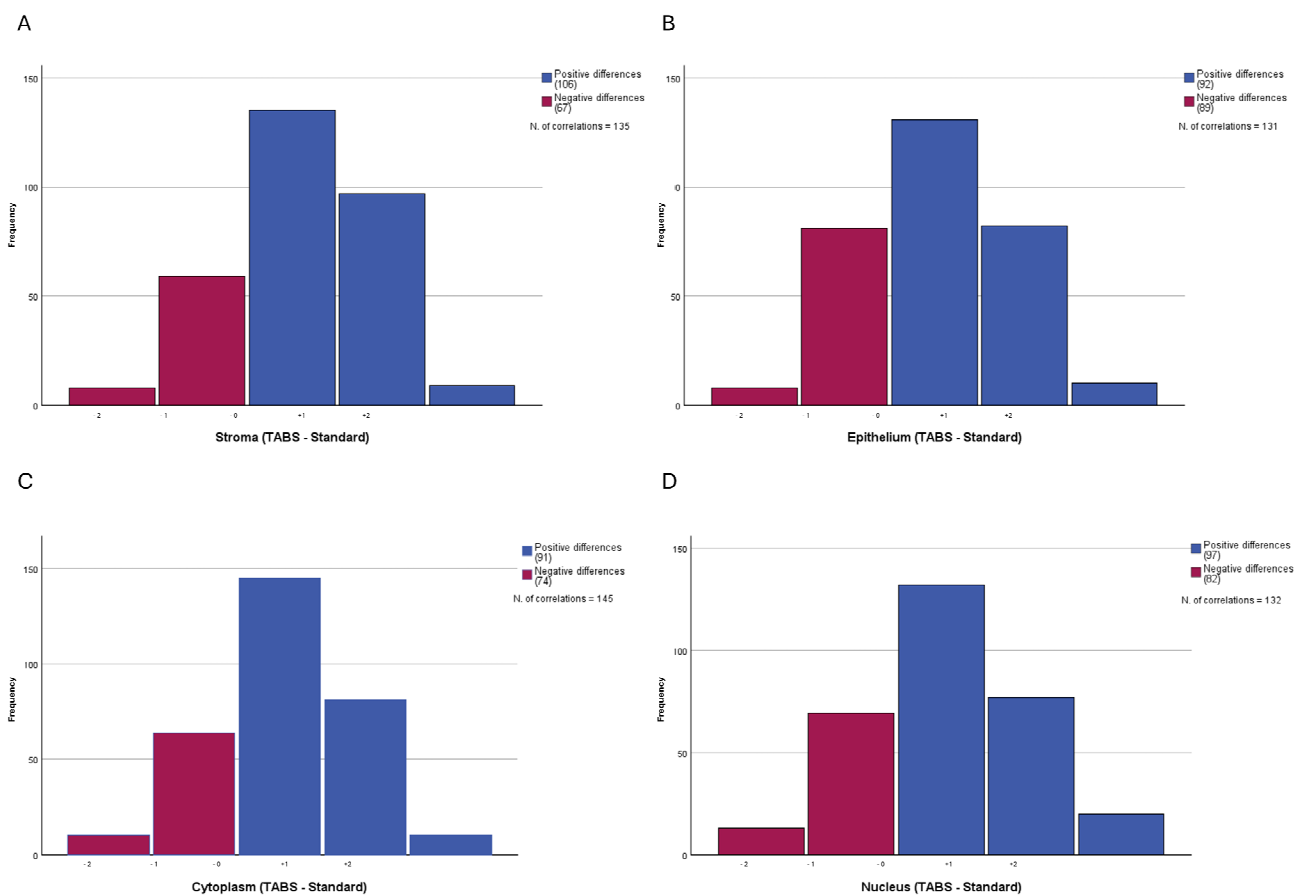 A
150
100
50
0
Frequency
- 2
- 1
- 0
+1
+2
Stroma (TABS - Standard)
Positive differences
(106)
Negative differences
(67)
N. of correlations = 135
B
150
0
50
0
Frequency
2
- 1
- 0
+1
+2
Epithelium (TABS - Standard)
Positive differences
(92)
Negative differences
(89)
N. of correlations = 131
C
150
100
50
0
Frequency
- 2
- 1
- 0
+1
+2
Cytoplasm (TABS - Standard)
Positive differences
(91)
Negative differences
(74)
N. of correlations = 145
D
150
100
50
0
Frequency
- 2
- 1
- 0
+1
+2
Nucleus (TABS - Standard)
Positive differences
(97)
Negative differences
(82)
N. of correlations = 132